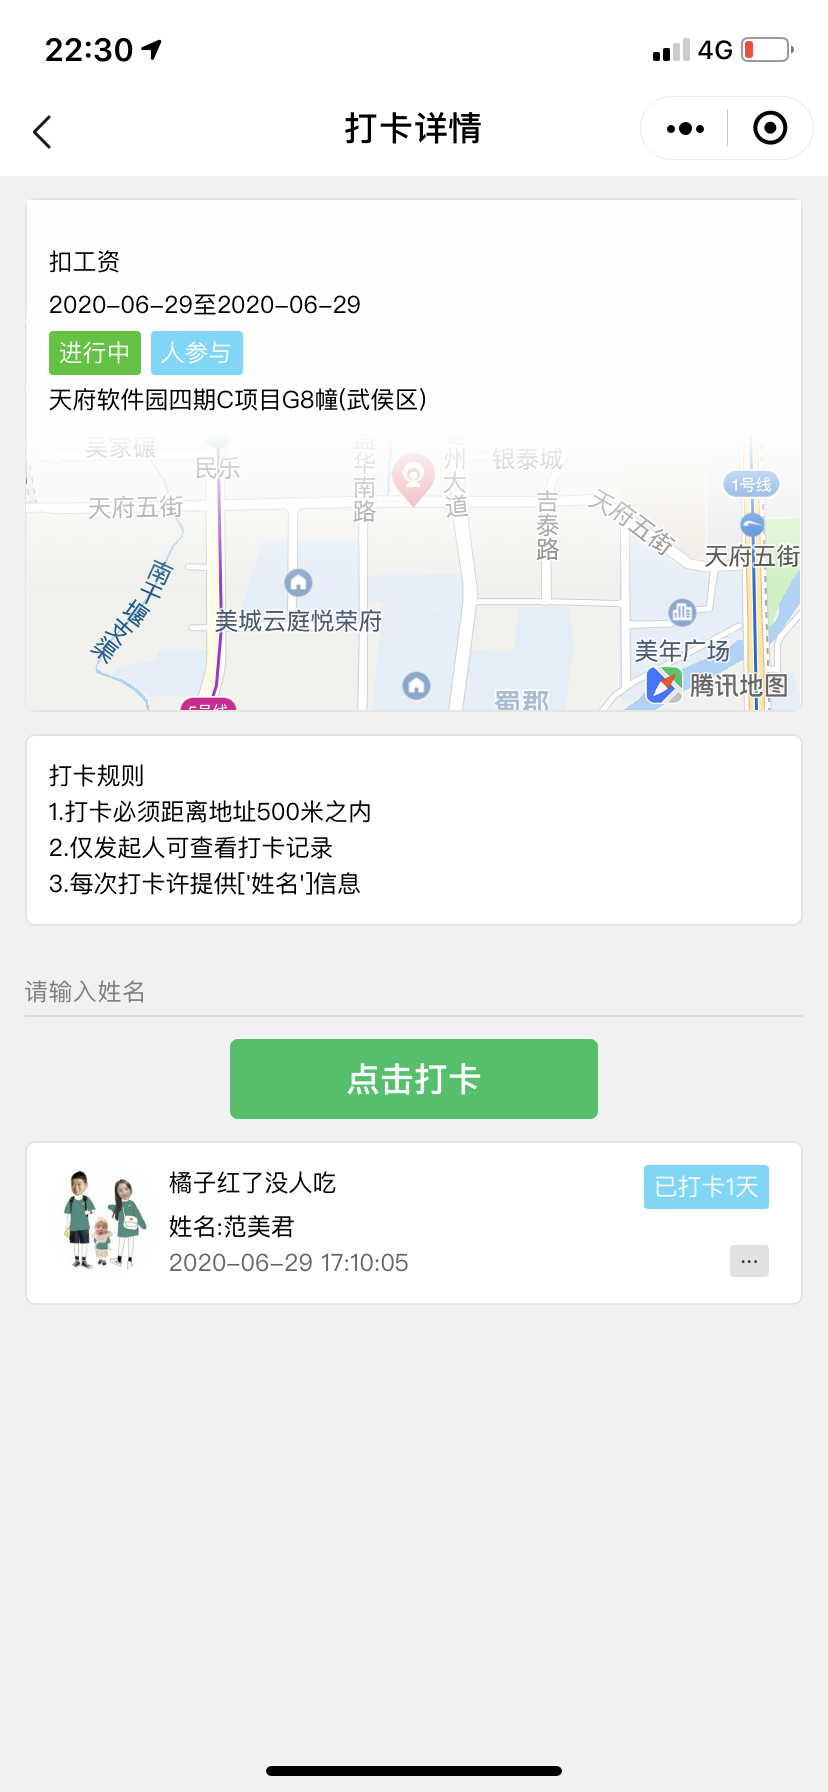 22:30
4G
打卡详情
扣工资
2020-06-29至2020-06-29
进行中 人参与
天府软件园四期C项目G8幢(武侯区)
吴家碾
民乐
银泰城
1号线
天府五街
华南路
州大道
吉泰路
天府五街
天府五街
南干堰支渠
美城云庭悦荣府
美年广场
腾讯地图
蜀郡
5号线
打卡规则
1.打卡必须距离地址500米之内
2.仅发起人可查看打卡记录
3.每次打卡许提供['姓名']信息
请输入姓名
点击打卡
橘子红了没人吃
已打卡1天
姓名:范美君
2020-06-29 17:10:05
...